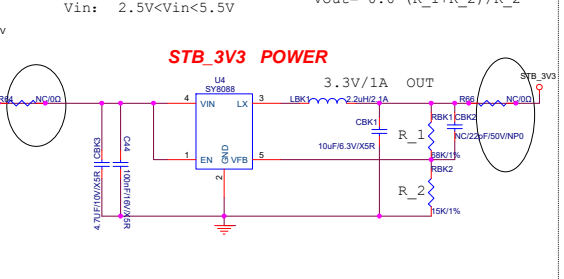 Vin: 2.5V<Vin<5.5V
STB_3V3 POWER
U4
SY8088
3.3V/1A OUT
STB_3V3
R64
NC/0Ω
4
VIN
LX
3
LBK1
2.2uH/2.1A
R66
NC/0Ω
CBK1
10uF/6.3V/X5R
R_1
RBK1
68K/1%
CBK2
NC/22pF/50V/NP0
CBK3
4.7UF/10V/X5R
C44
100nF/16V/X5R
1
EN
GND
VFB
5
2
RBK2
R_2
15K/1%